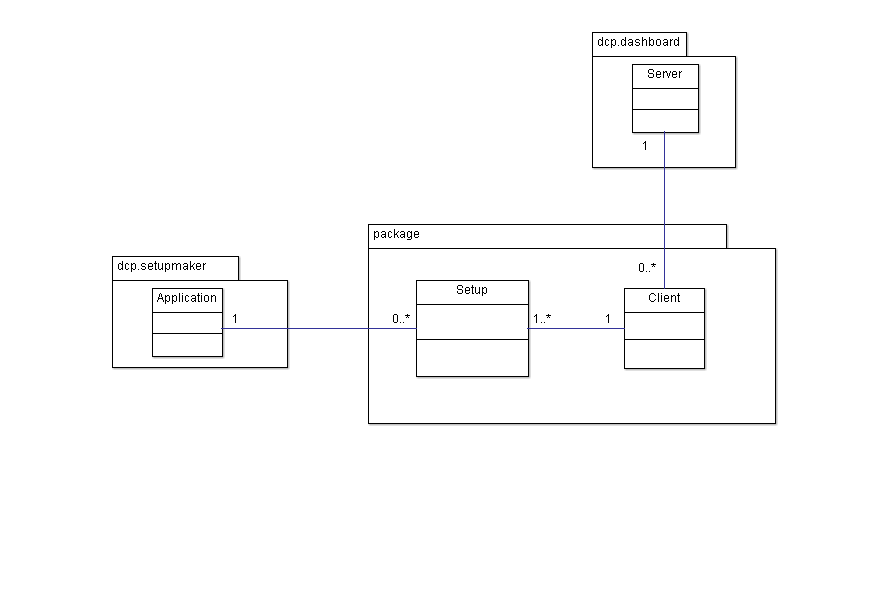 dcp.dashboard
Server
1
package
dcp.setupmaker
0..*
Application
Setup
Client
1
0..*
1..*
1